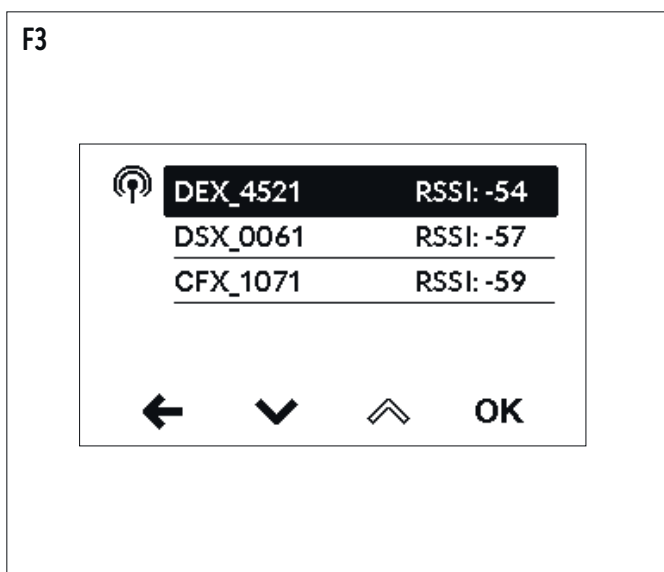 F3
DEX_4521 RSSI: -54
DSX_0061 RSSI: -57
CFX_1071 RSSI: -59
OK